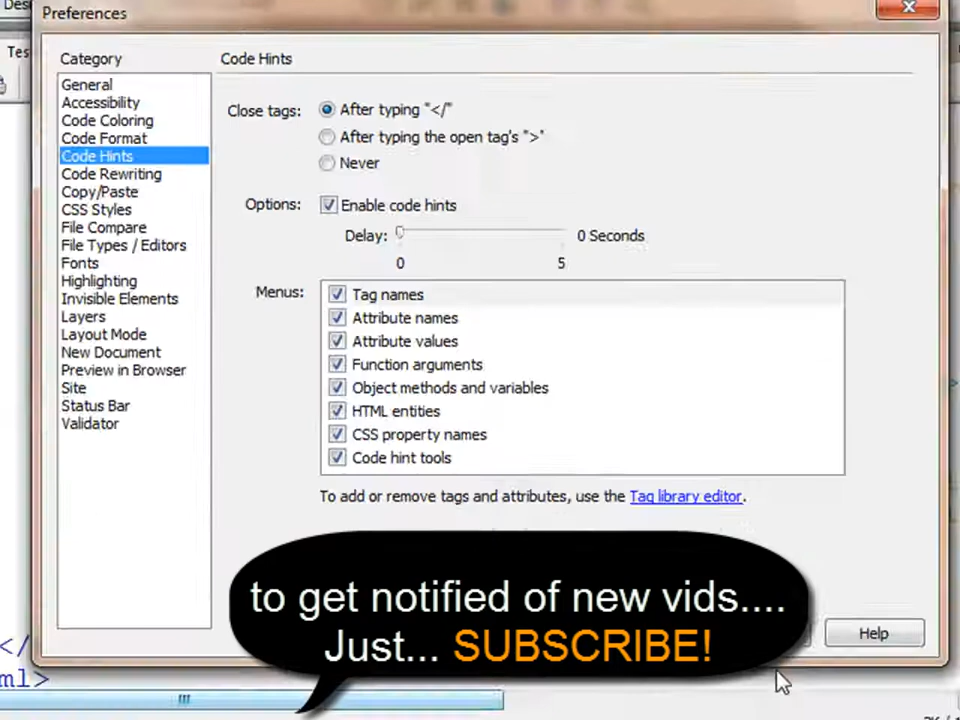 Preferences
Category
Code Hints
General
Accessibility
Code Coloring
Code Format
Code Hints
Code Rewriting
Copy/Paste
CSS Styles
File Compare
File Types / Editors
Fonts
Highlighting
Invisible Elements
Layers
Layout Mode
New Document
Preview in Browser
Site
Status Bar
Validator
Close tags:
After typing "</"
After typing the open tag's ">"
Never
Options:
Enable code hints
Delay:
0 Seconds
0 5
Menus:
Tag names
Attribute names
Attribute values
Function arguments
Object methods and variables
HTML entities
CSS property names
Code hint tools
To add or remove tags and attributes, use the Tag library editor.
to get notified of new vids....
Just... SUBSCRIBE!
Help
</
ml>